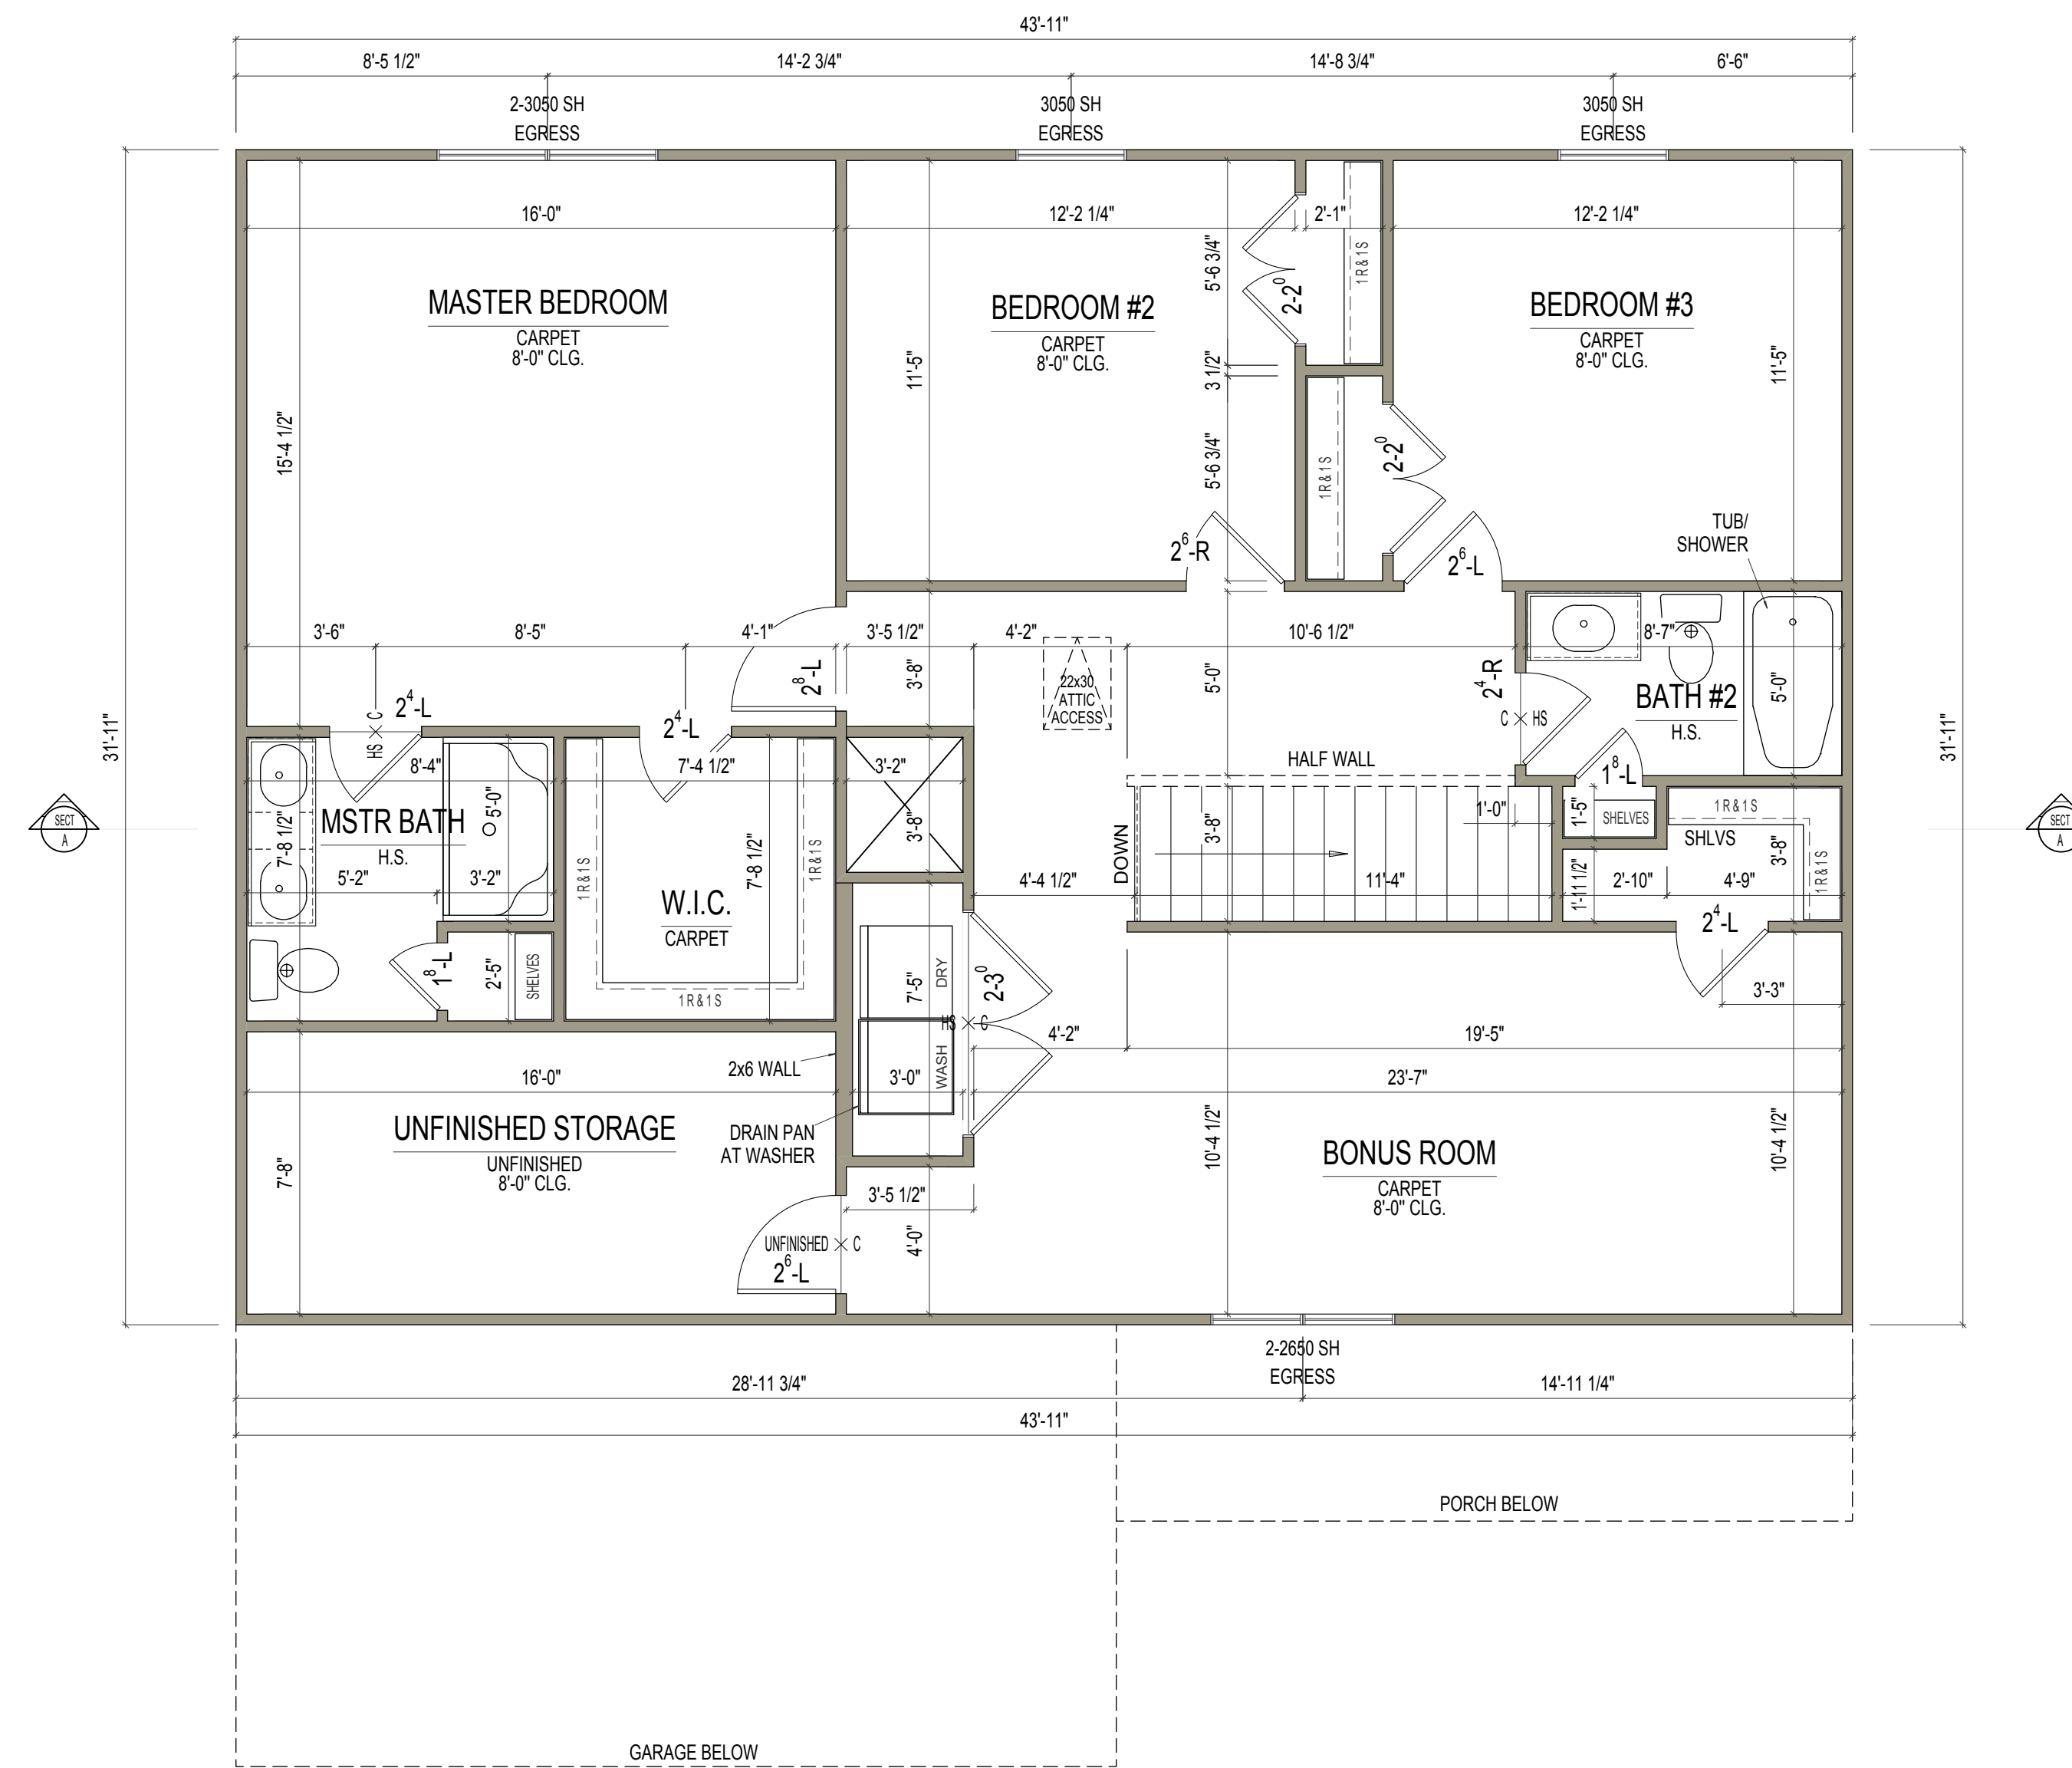 43'-11"
8'-5 1/2"
14'-2 3/4"
14'-8 3/4"
6'-6"
2-3050 SH
EGRESS
3050 SH
EGRESS
3050 SH
EGRESS
16'-0"
12'-2 1/4"
2'-1"
12'-2 1/4"
MASTER BEDROOM
CARPET
8'-0" CLG.
BEDROOM #2
CARPET
8'-0" CLG.
BEDROOM #3
CARPET
8'-0" CLG.
5'-6 3/4"
2-2⁰
1R&1S
15'-4 1/2"
11'-5"
3 1/2"
11'-5"
5'-6 3/4"
1R&1S
2-2⁰
2⁶-R
2⁶-L
TUB/
SHOWER
3'-6"
8'-5"
4'-1"
3'-5 1/2"
4'-2"
10'-6 1/2"
8'-7"
2⁸-L
3'-8"
22x30
ATTIC
ACCESS
5'-0"
2⁴-R
C
HS
BATH #2
H.S.
5'-0"
31'-11"
31'-11"
HS
C
2⁴-L
2⁴-L
8'-4"
7'-4 1/2"
3'-2"
HALF WALL
1⁸-L
SECT
A
7'-8 1/2"
MSTR BATH
H.S.
5'-0"
5'-2"
3'-2"
3'-8"
DOWN
3'-8"
1'-0"
1'-5"
SHELVES
1R&1S
SHLVS
3'-8"
1R&1S
SECT
A
1R&1S
7'-8 1/2"
1R&1S
W.I.C.
CARPET
1R&1S
4'-4 1/2"
11'-4"
1'-11 1/2"
2'-10"
4'-9"
2⁴-L
1⁸-L
2'-5"
SHELVES
7'-5"
DRY
2-3⁰
HS
C
WASH
3'-3"
4'-2"
19'-5"
16'-0"
2x6 WALL
3'-0"
23'-7"
UNFINISHED STORAGE
UNFINISHED
8'-0" CLG.
7'-8"
DRAIN PAN
AT WASHER
10'-4 1/2"
BONUS ROOM
CARPET
8'-0" CLG.
10'-4 1/2"
3'-5 1/2"
4'-0"
UNFINISHED
C
2⁶-L
2-2650 SH
EGRESS
28'-11 3/4"
14'-11 1/4"
43'-11"
PORCH BELOW
GARAGE BELOW